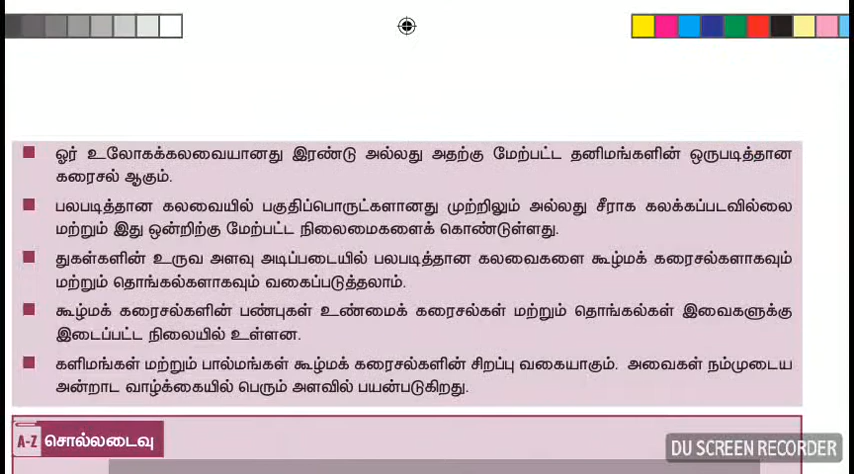 ஓர் உலோகக்கலவையானது இரண்டு அல்லது அதற்கு மேற்பட்ட தனிமங்களின் ஒருபடித்தான
கரைசல் ஆகும்.
பலபடித்தான கலவையில் பகுதிப்பொருட்களானது முற்றிலும் அல்லது சீராக கலக்கப்படவில்லை
மற்றும் இது ஒன்றிற்கு மேற்பட்ட நிலைமைகளைக் கொண்டுள்ளது.
துகள்களின் உருவ அளவு அடிப்படையில் பலபடித்தான கலவைகளை கூழ்மக் கரைசல்களாகவும்
மற்றும் தொங்கல்களாகவும் வகைப்படுத்தலாம்.
கூழ்மக் கரைசல்களின் பண்புகள் உண்மைக் கரைசல்கள் மற்றும் தொங்கல்கள் இவைகளுக்கு
இடைப்பட்ட நிலையில் உள்ளன.
களிமங்கள் மற்றும் பால்மங்கள் கூழ்மக் கரைசல்களின் சிறப்பு வகையாகும். அவைகள் நம்முடைய
அன்றாட வாழ்க்கையில் பெரும் அளவில் பயன்படுகிறது.
A-Z சொல்லடைவு
DU SCREEN RECORDER